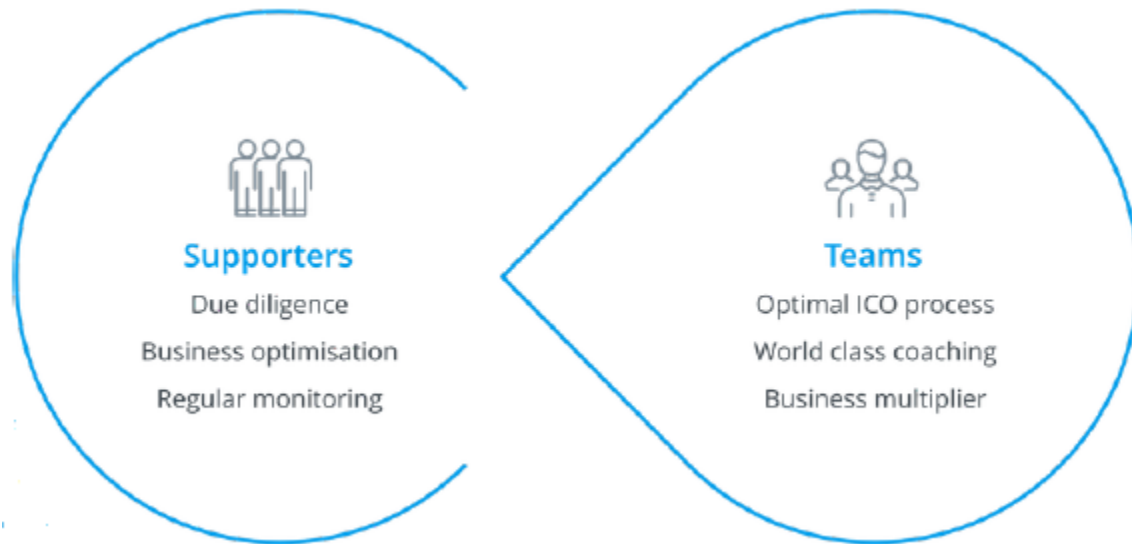 Supporters
Due diligence
Business optimisation
Regular monitoring
Teams
Optimal ICO process
World class coaching
Business multiplier